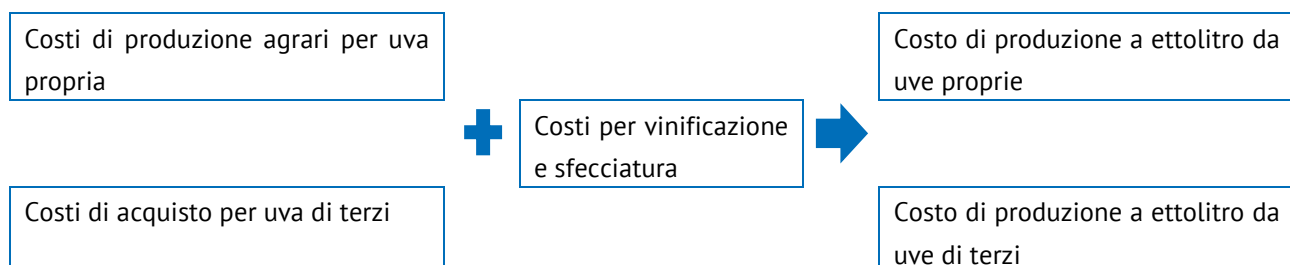 Costi di produzione agrari per uva
propria
Costi di acquisto per uva di terzi
Costi per vinificazione
e sfecciatura
Costo di produzione a ettolitro da
uve proprie
Costo di produzione a ettolitro da
uve di terzi